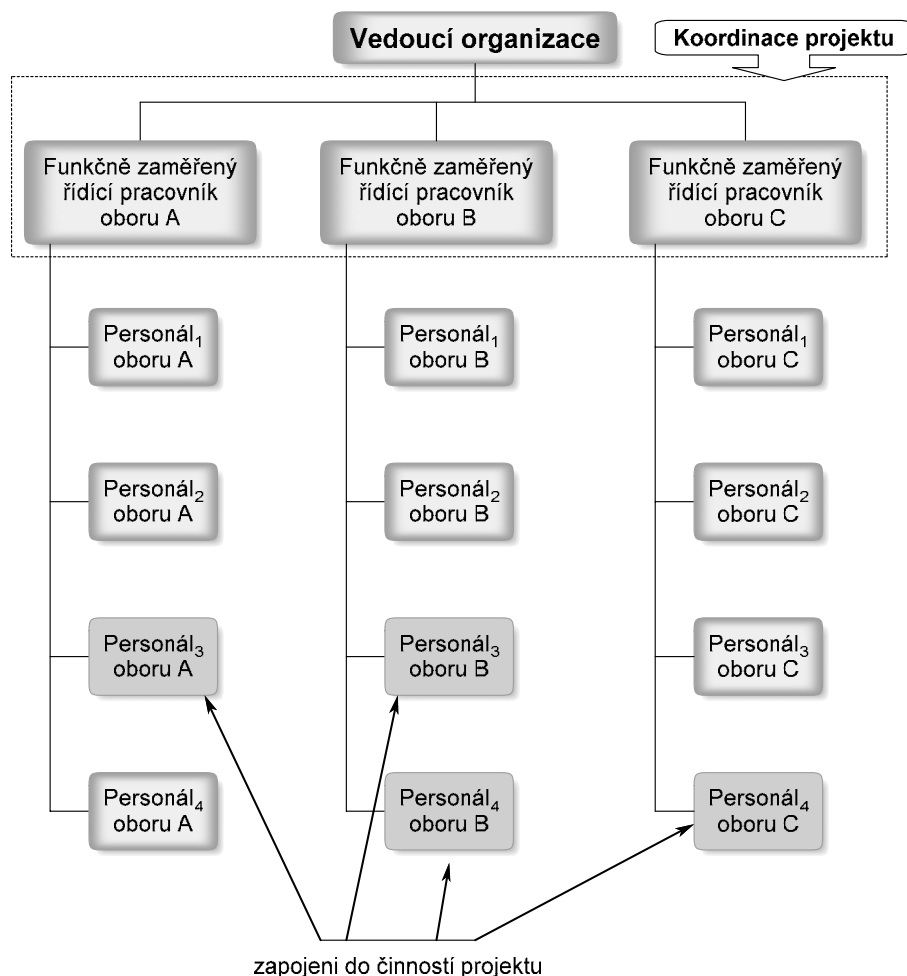 Vedoucí organizace
Koordinace projektu
Funkčně zaměřený
řídící pracovník
oboru A
Funkčně zaměřený
řídící pracovník
oboru B
Funkčně zaměřený
řídící pracovník
oboru C
Personál₁
oboru A
Personál₁
oboru B
Personál₁
oboru C
Personál₂
oboru A
Personál₂
oboru B
Personál₂
oboru C
Personál₃
oboru A
Personál₃
oboru B
Personál₃
oboru C
Personál₄
oboru A
Personál₄
oboru B
Personál₄
oboru C
zapojeni do činností projektu